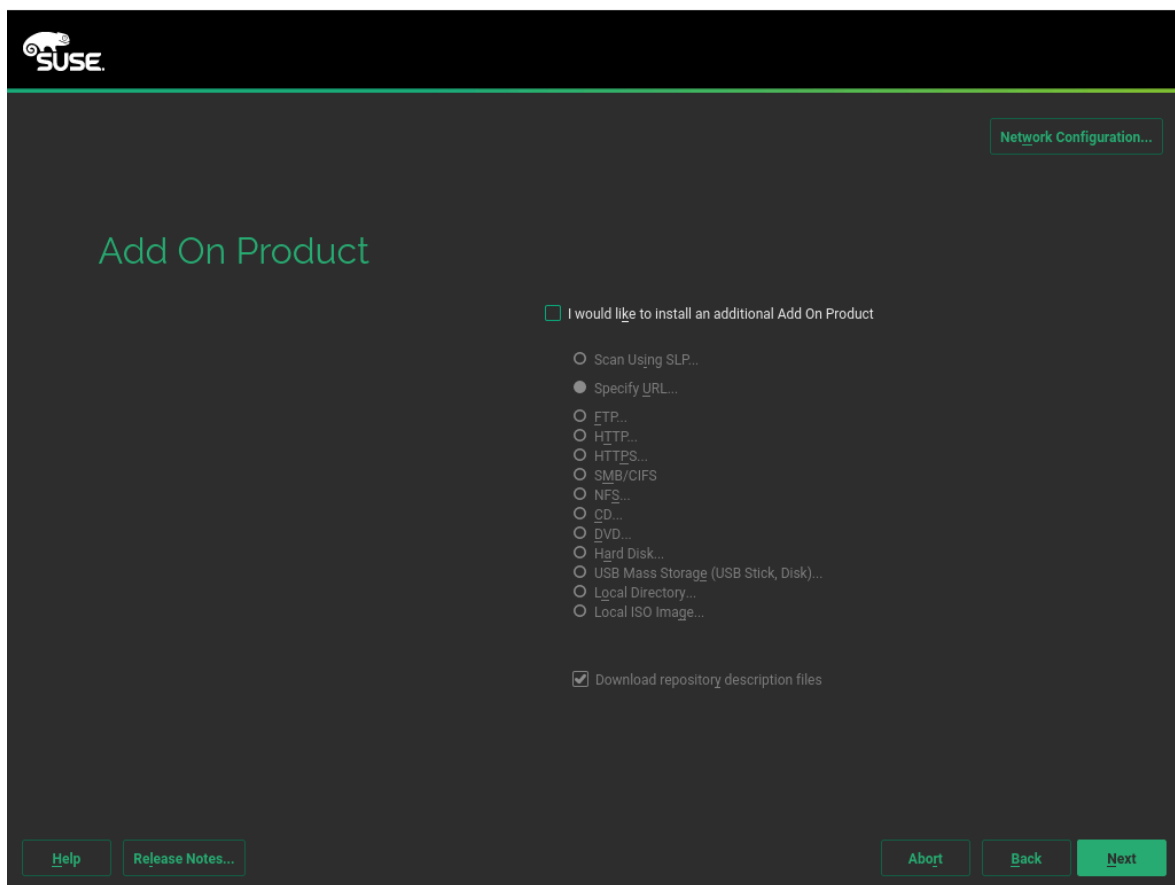 SUSE.
Network Configuration...
Add On Product
I would like to install an additional Add On Product
Scan Using SLP...
Specify URL...
FTP...
HTTP...
HTTPS...
SMB/CIFS
NFS...
CD...
DVD...
Hard Disk...
USB Mass Storage (USB Stick, Disk)...
Local Directory...
Local ISO Image...
Download repository description files
Help Release Notes... Abort Back Next